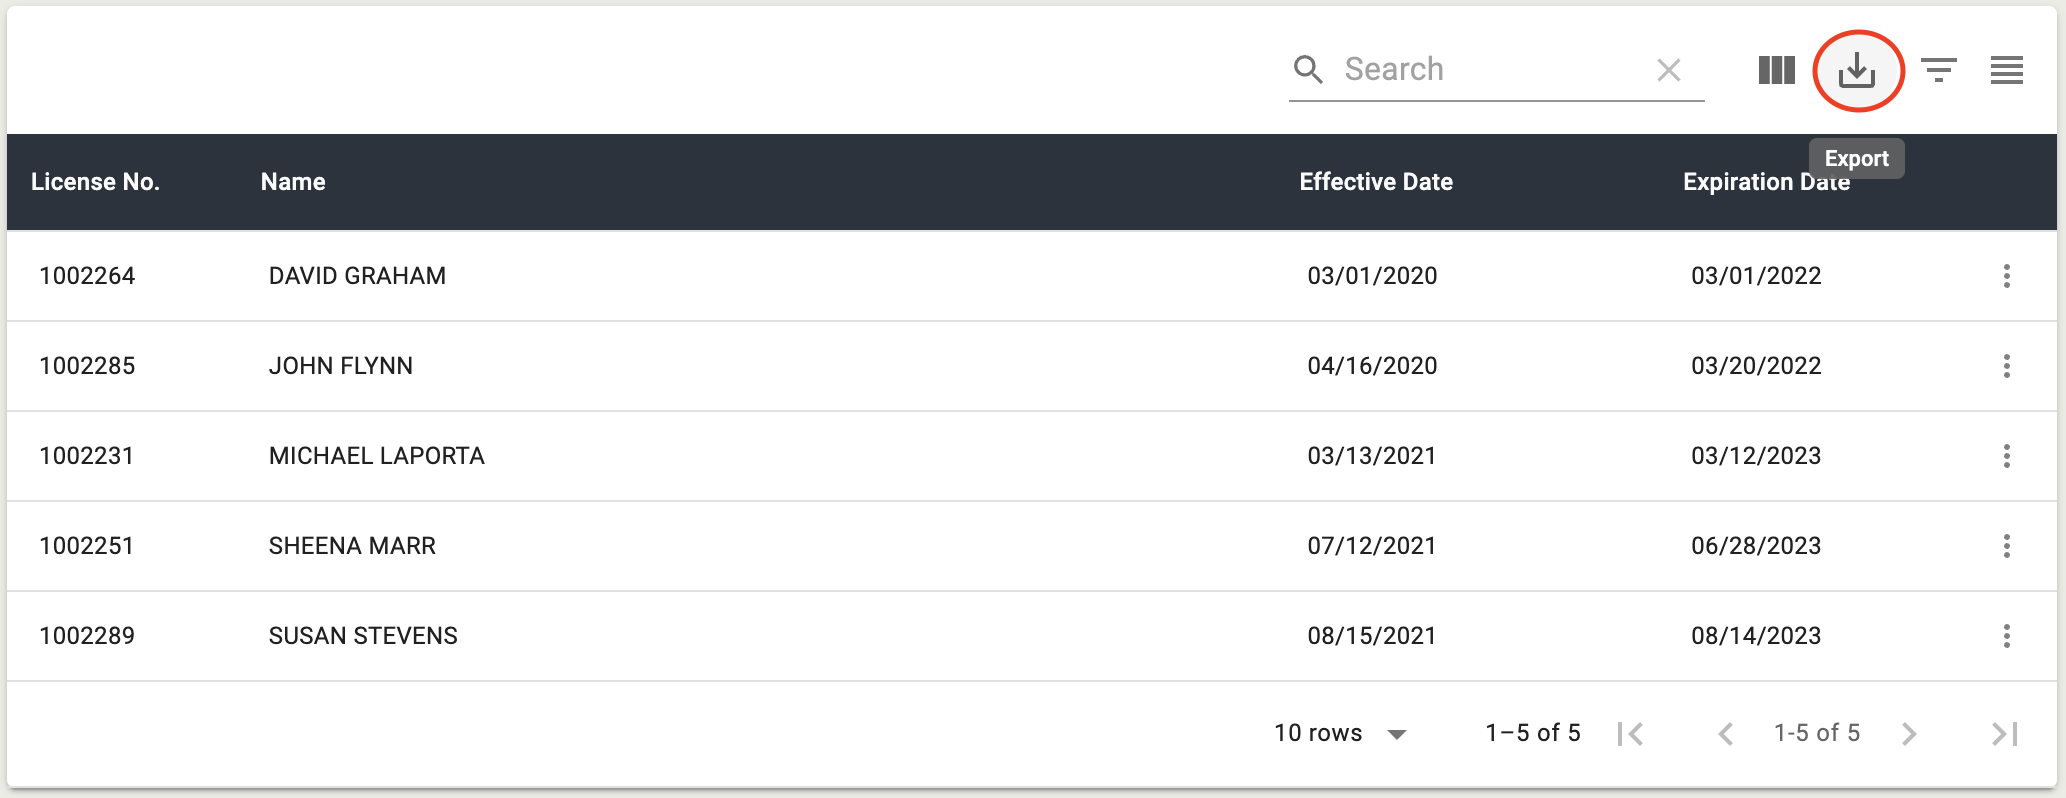 Search
Export
License No. Name Effective Date Expiration Date
1002264 DAVID GRAHAM 03/01/2020 03/01/2022
1002285 JOHN FLYNN 04/16/2020 03/20/2022
1002231 MICHAEL LAPORTA 03/13/2021 03/12/2023
1002251 SHEENA MARR 07/12/2021 06/28/2023
1002289 SUSAN STEVENS 08/15/2021 08/14/2023
10 rows 1–5 of 5 1-5 of 5